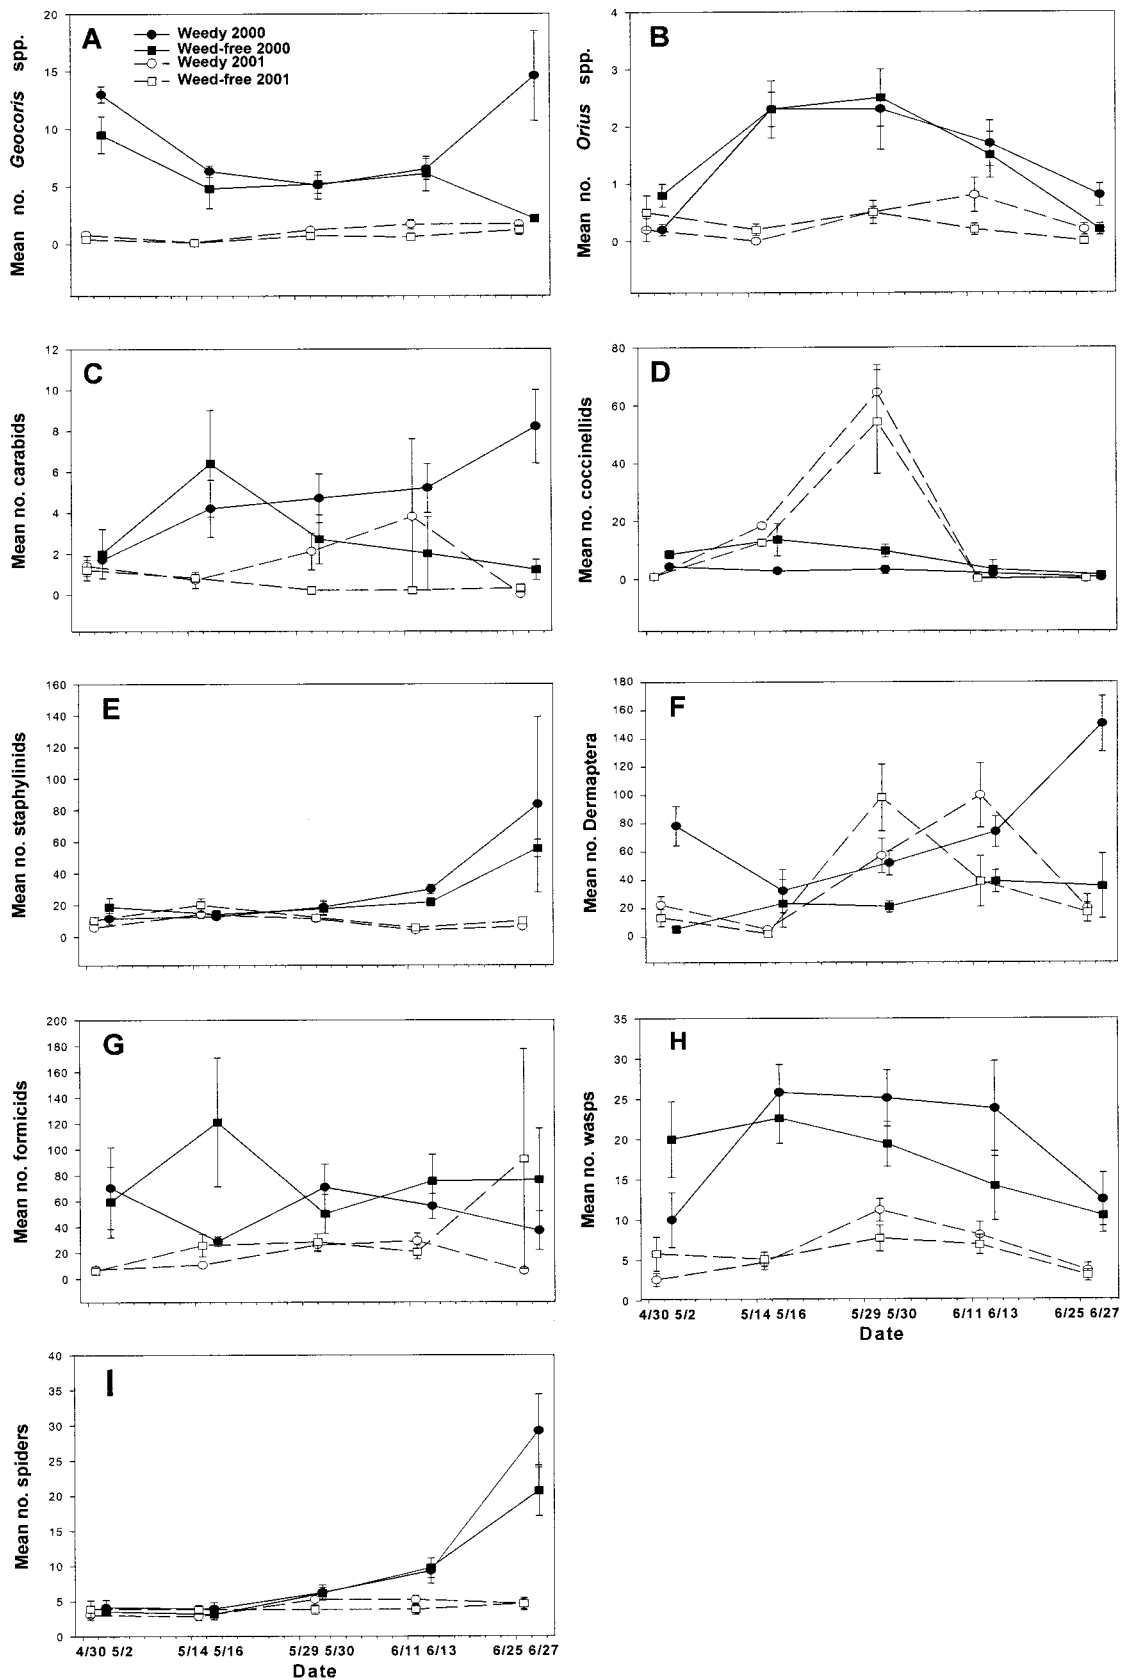 A
Weedy 2000
Weed-free 2000
Weedy 2001
Weed-free 2001
Mean no. Geocoris spp.
20
15
10
5
0
B
Mean no. Orius spp.
4
3
2
1
0
C
Mean no. carabids
12
10
8
6
4
2
0
D
Mean no. coccinellids
80
60
40
20
0
E
Mean no. staphylinids
160
140
120
100
80
60
40
20
0
F
Mean no. Dermaptera
180
160
140
120
100
80
60
40
20
0
G
Mean no. formicids
200
180
160
140
120
100
80
60
40
20
0
H
Mean no. wasps
35
30
25
20
15
10
5
0
4/30 5/2 5/14 5/16 5/29 5/30 6/11 6/13 6/25 6/27
Date
I
Mean no. spiders
40
35
30
25
20
15
10
5
0
4/30 5/2 5/14 5/16 5/29 5/30 6/11 6/13 6/25 6/27
Date